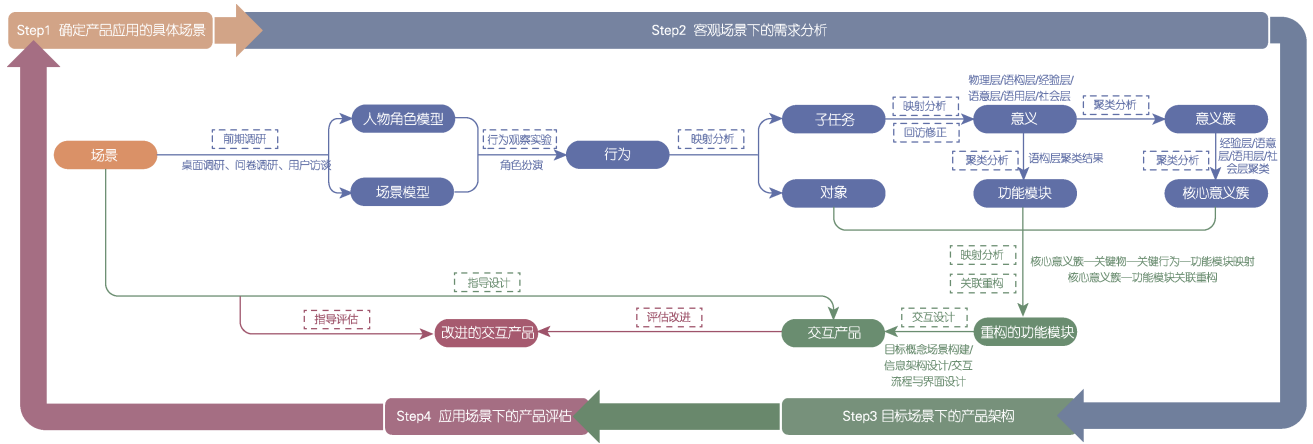 Step1 确定产品应用的具体场景
Step2 客观场景下的需求分析
场景
前期调研
桌面调研、问卷调研、用户访谈
人物角色模型
场景模型
行为观察实验
角色扮演
行为
映射分析
子任务
对象
映射分析
回访修正
物理层/语构层/经验层/
语意层/语用层/社会层
意义
聚类分析
意义族
聚类分析
语构层聚类结果
功能模块
聚类分析
经验层/语意
层/语用层/社
会层聚类
核心意义族
映射分析
关联重构
核心意义族—关键物—关键行为—功能模块映射
核心意义族—功能模块关联重构
指导设计
指导评估
改进的交互产品
评估改进
交互产品
交互设计
目标概念场景构建/
信息架构设计/交互
流程与界面设计
重构的功能模块
Step4 应用场景下的产品评估
Step3 目标场景下的产品架构